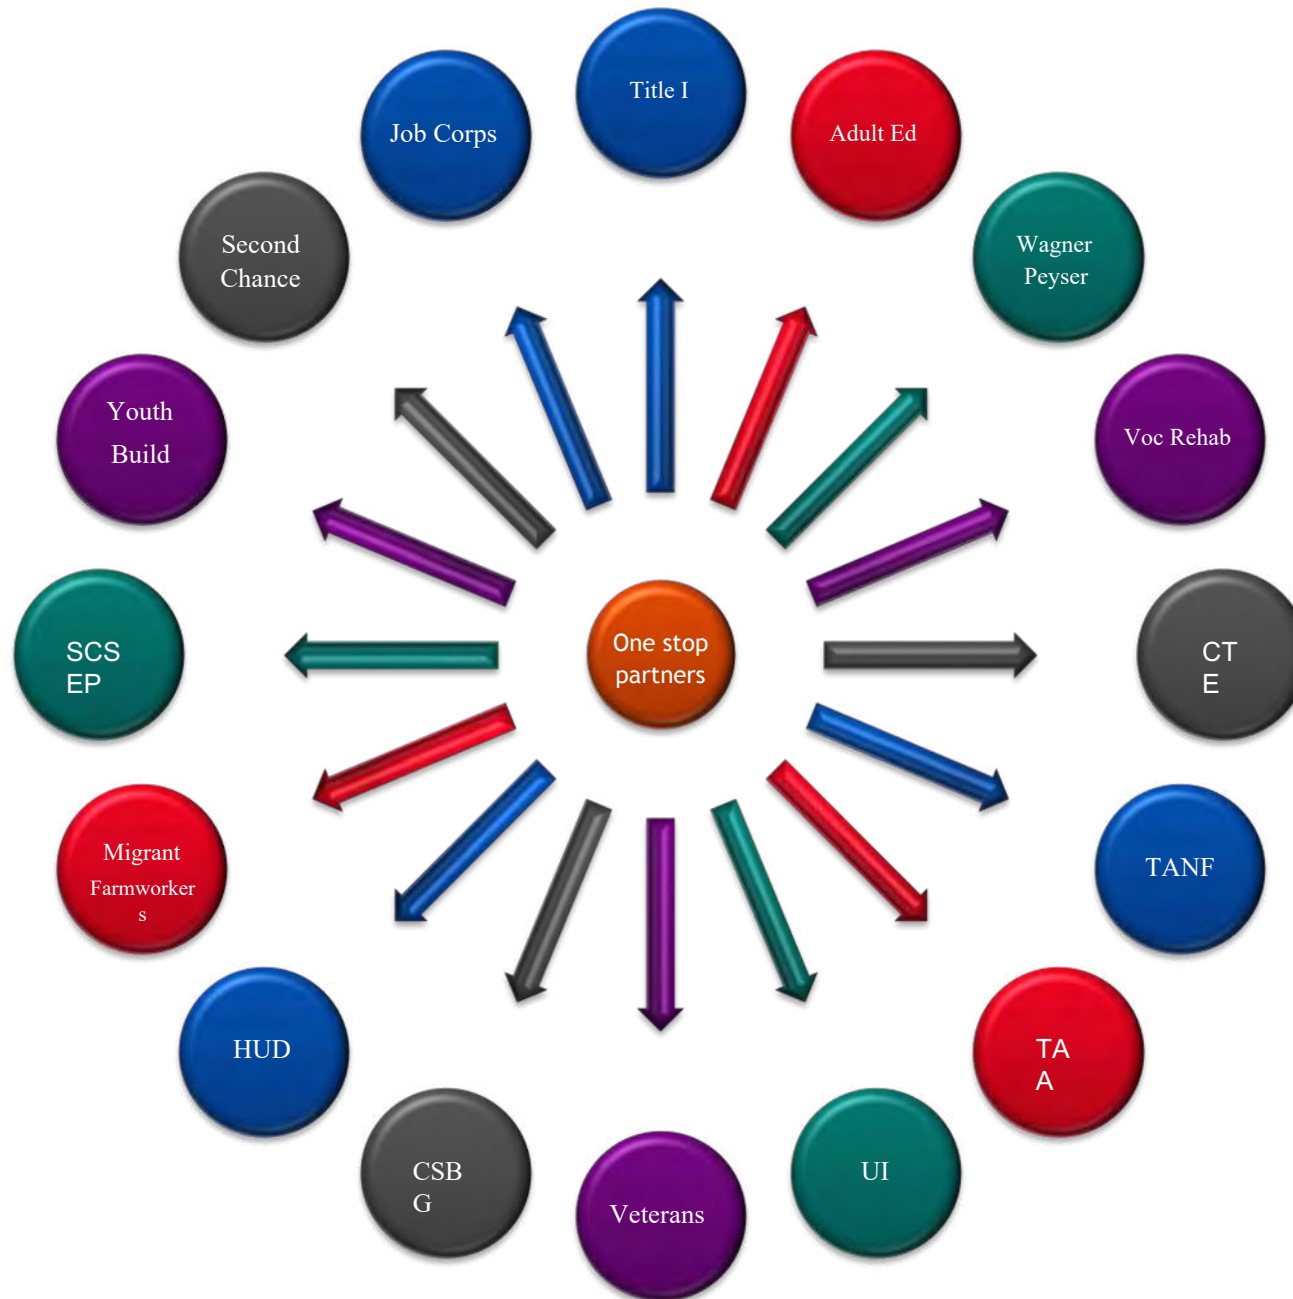 Title I
Adult Ed
Wagner
Peyser
Voc Rehab
CT
E
TANF
TA
A
UI
Veterans
CSB
G
HUD
Migrant
Farmworker
s
SCS
EP
Youth
Build
Second
Chance
Job Corps
One stop
partners